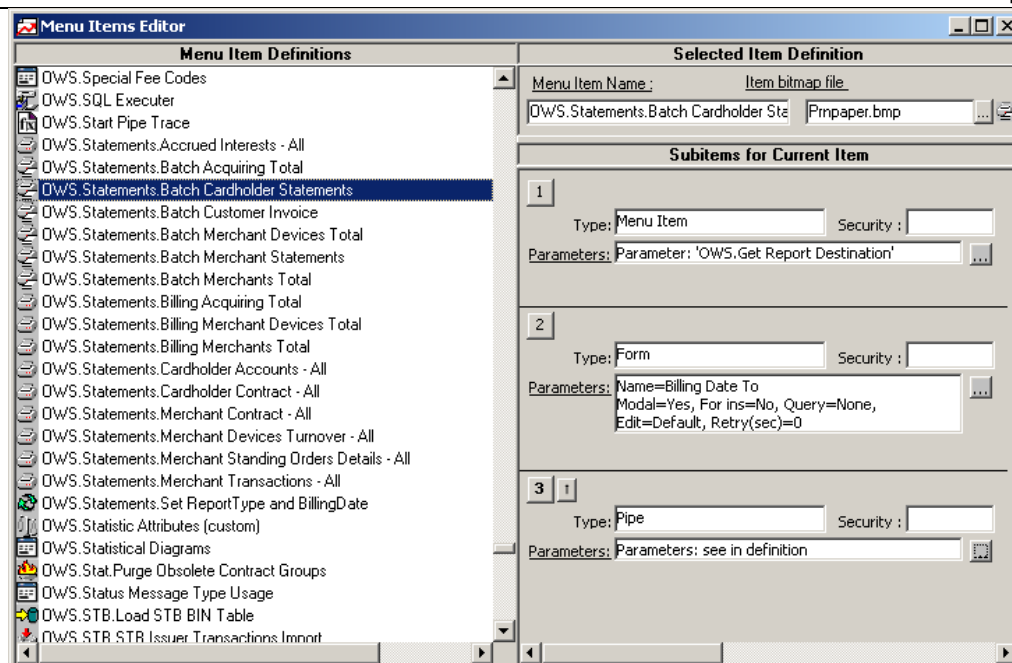 Menu Items Editor
Menu Item Definitions
OWS.Special Fee Codes
OWS.SQL Executer
OWS.Start Pipe Trace
OWS.Statements.Accrued Interests - All
OWS.Statements.Batch Acquiring Total
OWS.Statements.Batch Cardholder Statements
OWS.Statements.Batch Customer Invoice
OWS.Statements.Batch Merchant Devices Total
OWS.Statements.Batch Merchant Statements
OWS.Statements.Batch Merchants Total
OWS.Statements.Billing Acquiring Total
OWS.Statements.Billing Merchant Devices Total
OWS.Statements.Billing Merchants Total
OWS.Statements.Cardholder Accounts - All
OWS.Statements.Cardholder Contract - All
OWS.Statements.Merchant Contract - All
OWS.Statements.Merchant Devices Turnover - All
OWS.Statements.Merchant Standing Orders Details - All
OWS.Statements.Merchant Transactions - All
OWS.Statements.Set ReportType and BillingDate
OWS.Statistic Attributes (custom)
OWS.Statistical Diagrams
OWS.Stat.Purge Obsolete Contract Groups
OWS.Status Message Type Usage
OWS.STB.Load STB BIN Table
OWS.STB.STB Issuer Transactions Import
Selected Item Definition
Menu Item Name : Item bitmap file
OWS.Statements.Batch Cardholder Sta Prnpaper.bmp ...
Subitems for Current Item
1
Type: Menu Item Security :
Parameters: Parameter: 'OWS.Get Report Destination' ...
2
Type: Form Security :
Parameters: Name=Billing Date To ...
Modal=Yes, For ins=No, Query=None,
Edit=Default, Retry(sec)=0
3 ↑
Type: Pipe Security :
Parameters: Parameters: see in definition ...